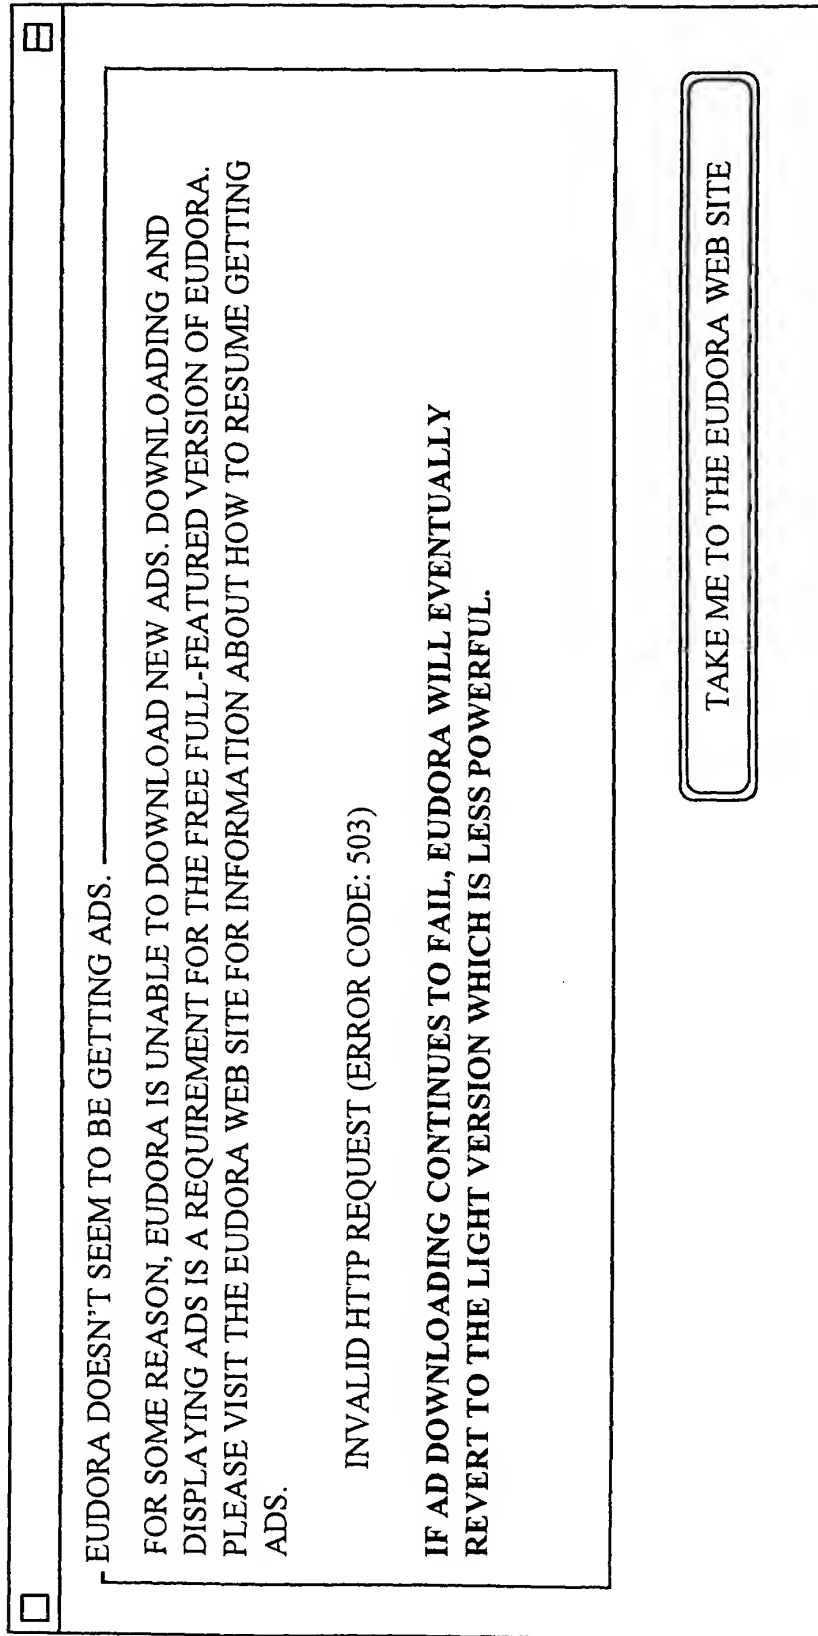 EUDORA DOESN'T SEEM TO BE GETTING ADS.
FOR SOME REASON, EUDORA IS UNABLE TO DOWNLOAD NEW ADS. DOWNLOADING AND
DISPLAYING ADS IS A REQUIREMENT FOR THE FREE FULL-FEATURED VERSION OF EUDORA.
PLEASE VISIT THE EUDORA WEB SITE FOR INFORMATION ABOUT HOW TO RESUME GETTING
ADS.
INVALID HTTP REQUEST (ERROR CODE: 503)
IF AD DOWNLOADING CONTINUES TO FAIL, EUDORA WILL EVENTUALLY
REVERT TO THE LIGHT VERSION WHICH IS LESS POWERFUL.
TAKE ME TO THE EUDORA WEB SITE